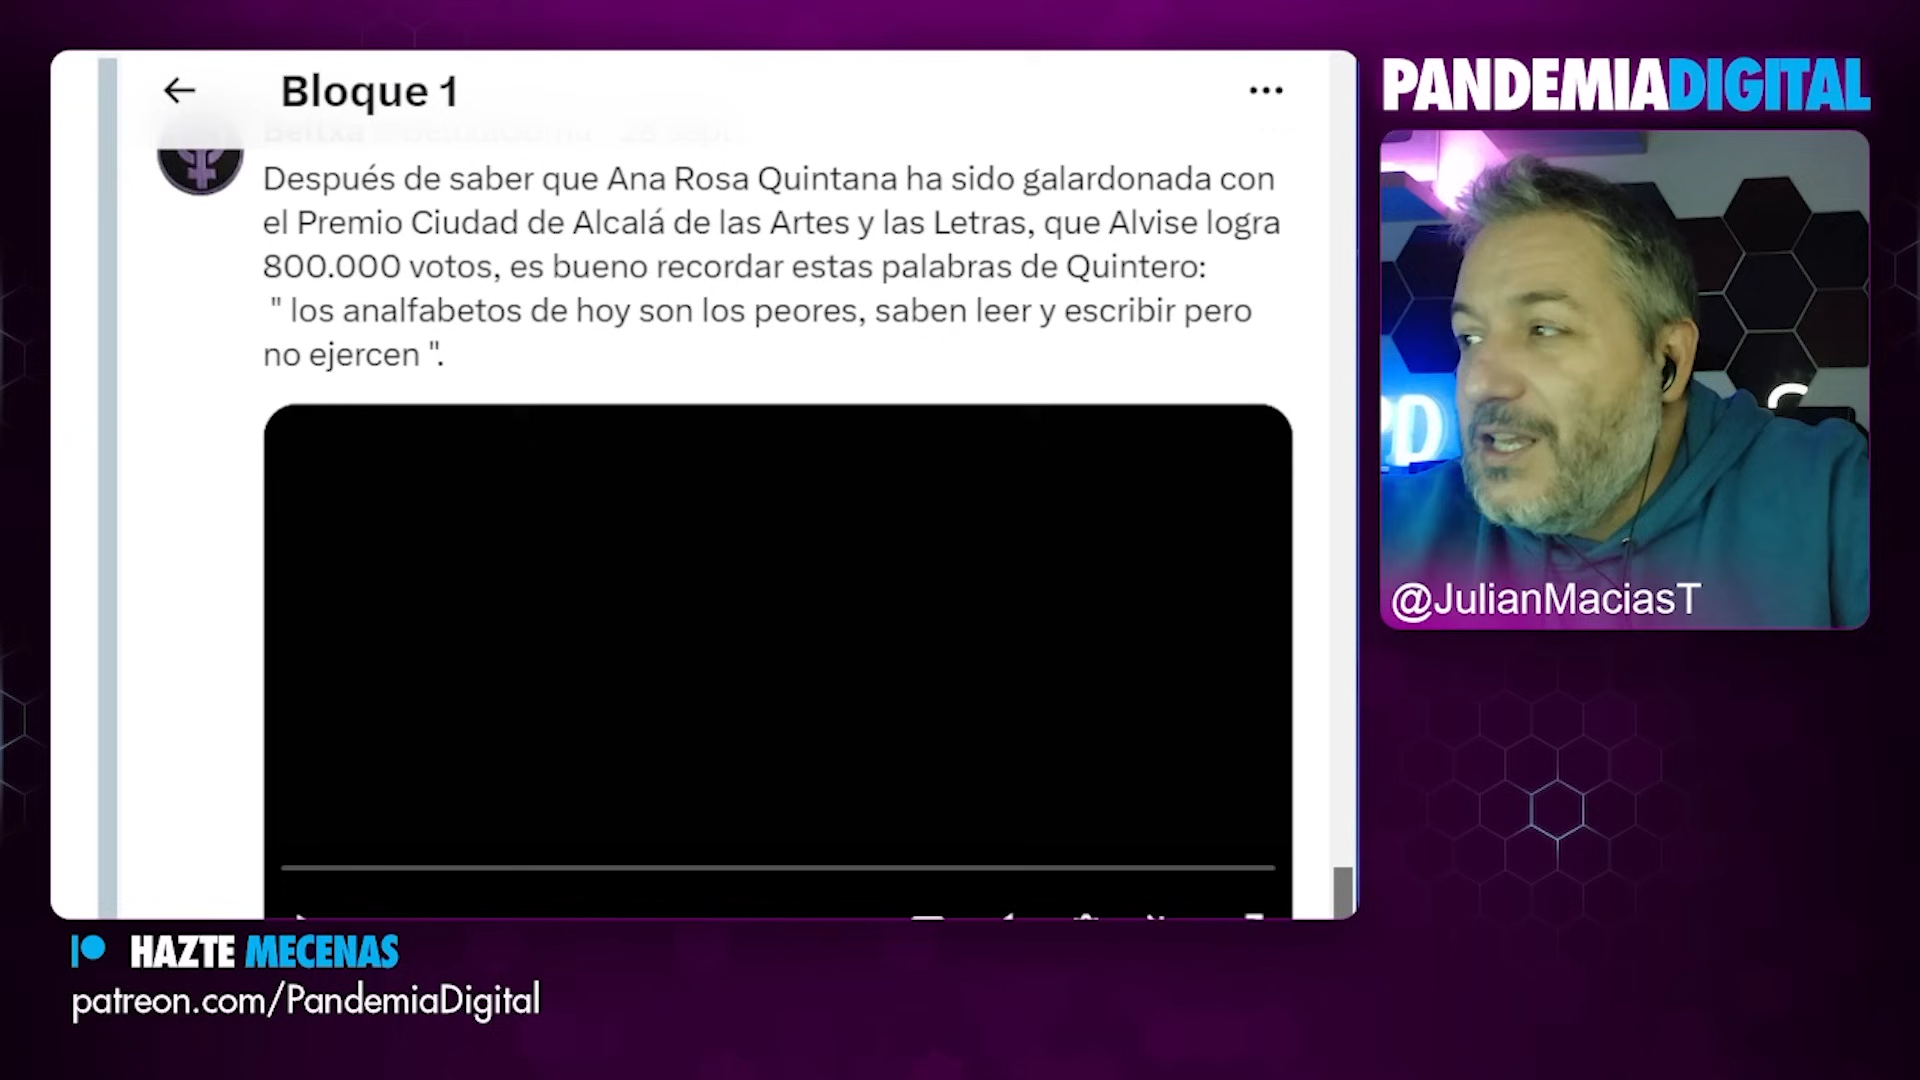 Bloque 1
Después de saber que Ana Rosa Quintana ha sido galardonada con
el Premio Ciudad de Alcalá de las Artes y las Letras, que Alvise logra
800.000 votos, es bueno recordar estas palabras de Quintero:
" los analfabetos de hoy son los peores, saben leer y escribir pero
no ejercen ".
PANDEMIADIGITAL
PD
@JulianMaciasT
HAZTE MECENAS
patreon.com/PandemiaDigital